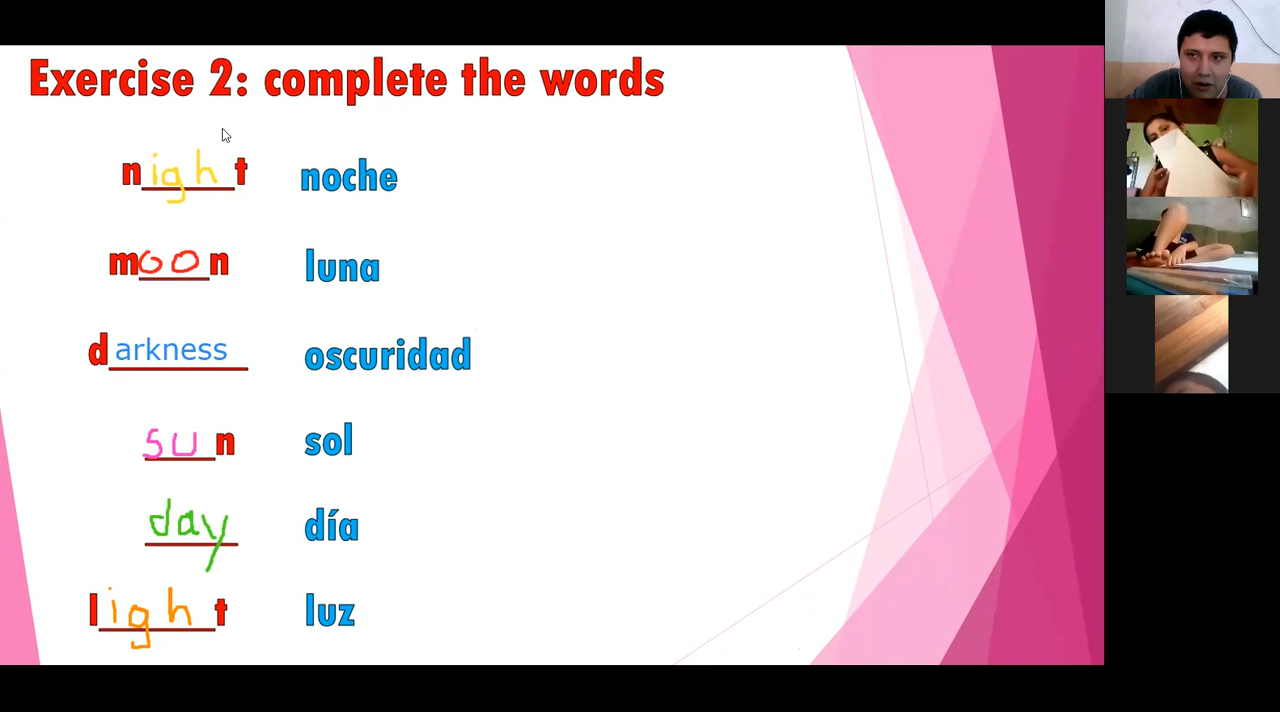 Exercise 2: complete the words
night noche
moon luna
darkness oscuridad
sun sol
day día
light luz